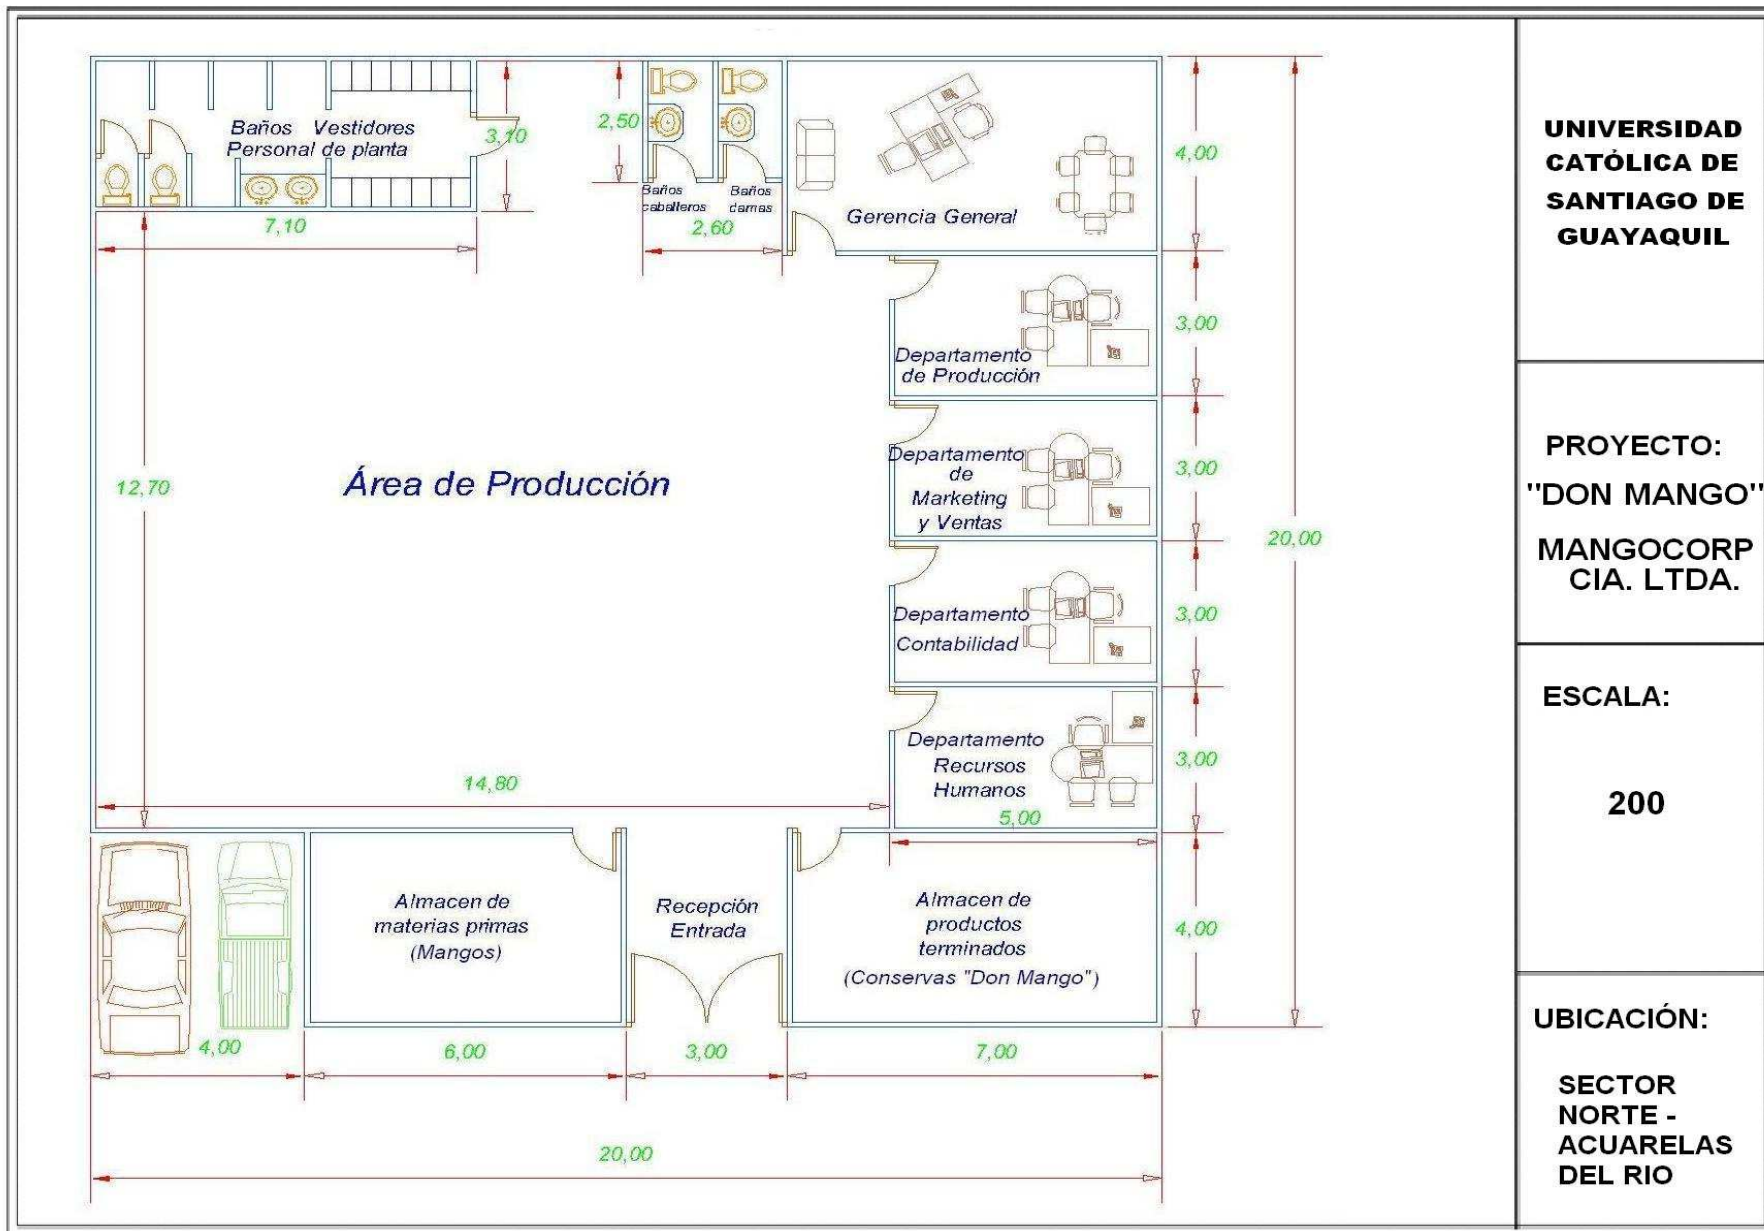 Baños Vestidores
Personal de planta
3,10
7,10
2,50
Baños
caballeros
Baños
damas
2,60
Gerencia General
4,00
Departamento
de Producción
3,00
Departamento
de
Marketing
y Ventas
3,00
Área de Producción
12,70
20,00
Departamento
Contabilidad
3,00
Departamento
Recursos
Humanos
5,00
3,00
14,80
Almacen de
materias primas
(Mangos)
Recepción
Entrada
Almacen de
productos
terminados
(Conservas "Don Mango")
4,00
4,00
6,00
3,00
7,00
20,00
UNIVERSIDAD
CATÓLICA DE
SANTIAGO DE
GUAYAQUIL
PROYECTO:
"DON MANGO"
MANGOCORP
CIA. LTDA.
ESCALA:
200
UBICACIÓN:
SECTOR
NORTE -
ACUARELAS
DEL RIO